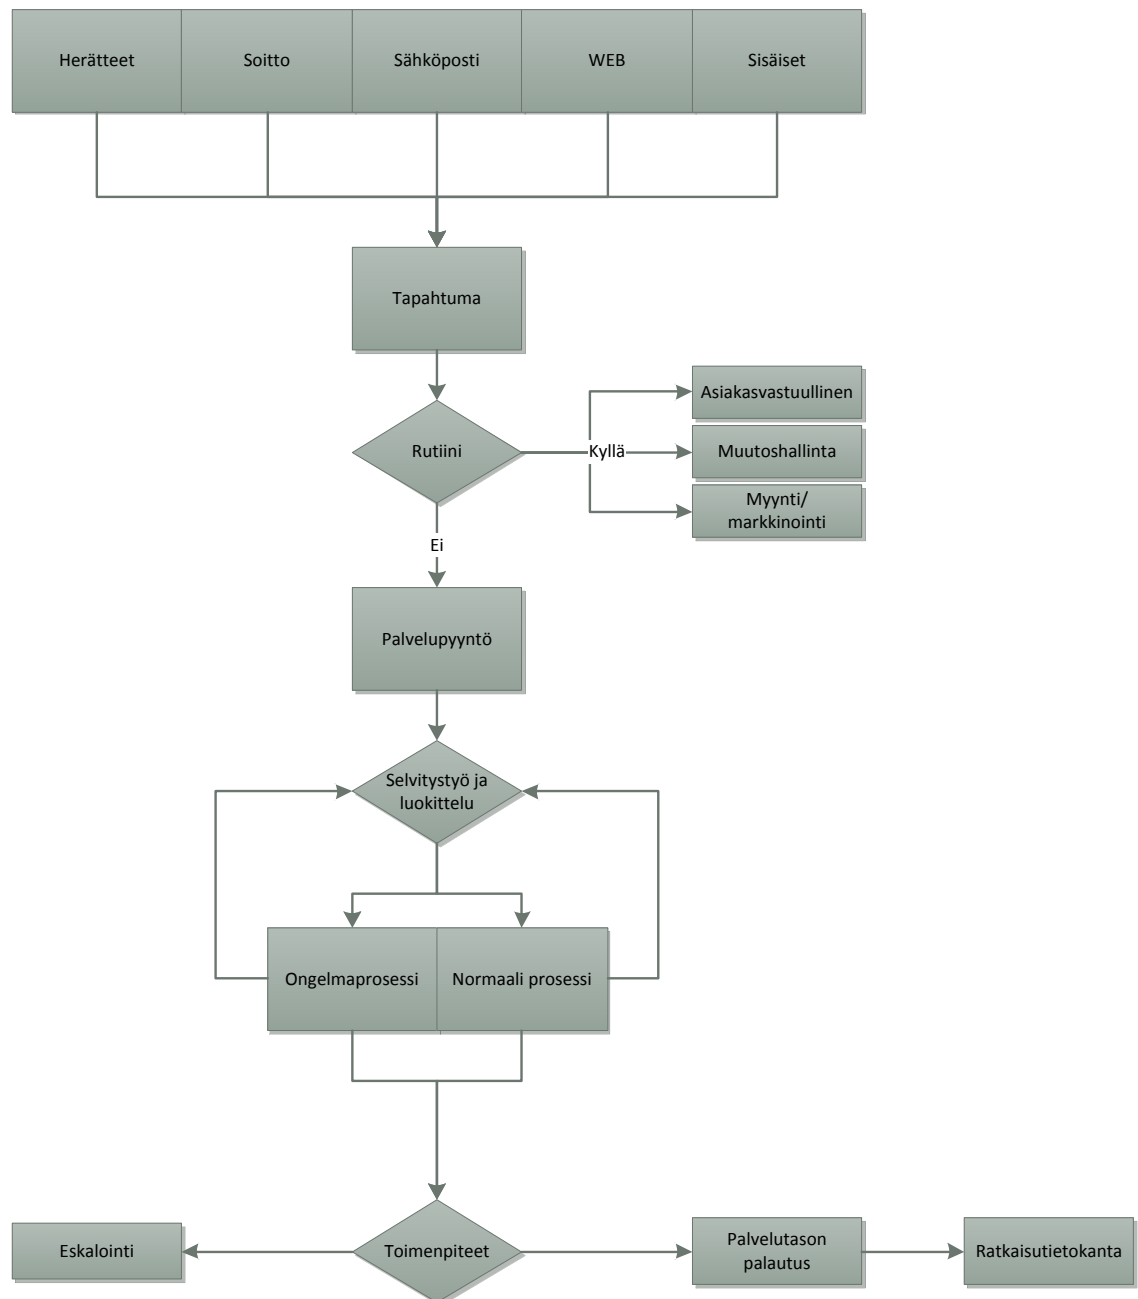 Herätteet
Soitto
Sähköposti
WEB
Sisäiset
Tapahtuma
Rutiini
Kyllä
Asiakasvastuullinen
Muutoshallinta
Myynti/
markkinointi
Ei
Palvelupyyntö
Selvitystyö ja
luokittelu
Ongelmaprosessi
Normaali prosessi
Eskalointi
Toimenpiteet
Palvelutason
palautus
Ratkaisutietokanta